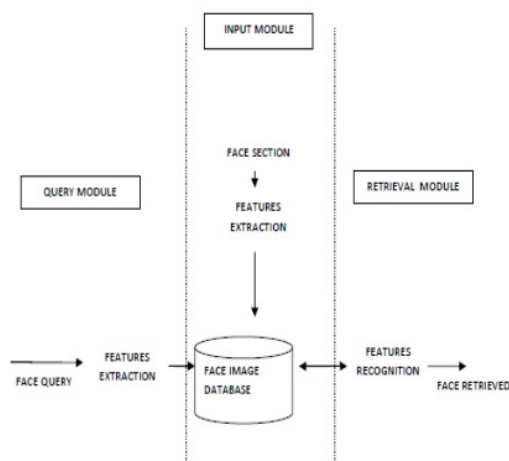 INPUT MODULE
FACE SECTION
QUERY MODULE
RETRIEVAL MODULE
FEATURES
EXTRACTION
FACE QUERY
FEATURES
EXTRACTION
FACE IMAGE
DATABASE
FEATURES
RECOGNITION
FACE RETRIEVED